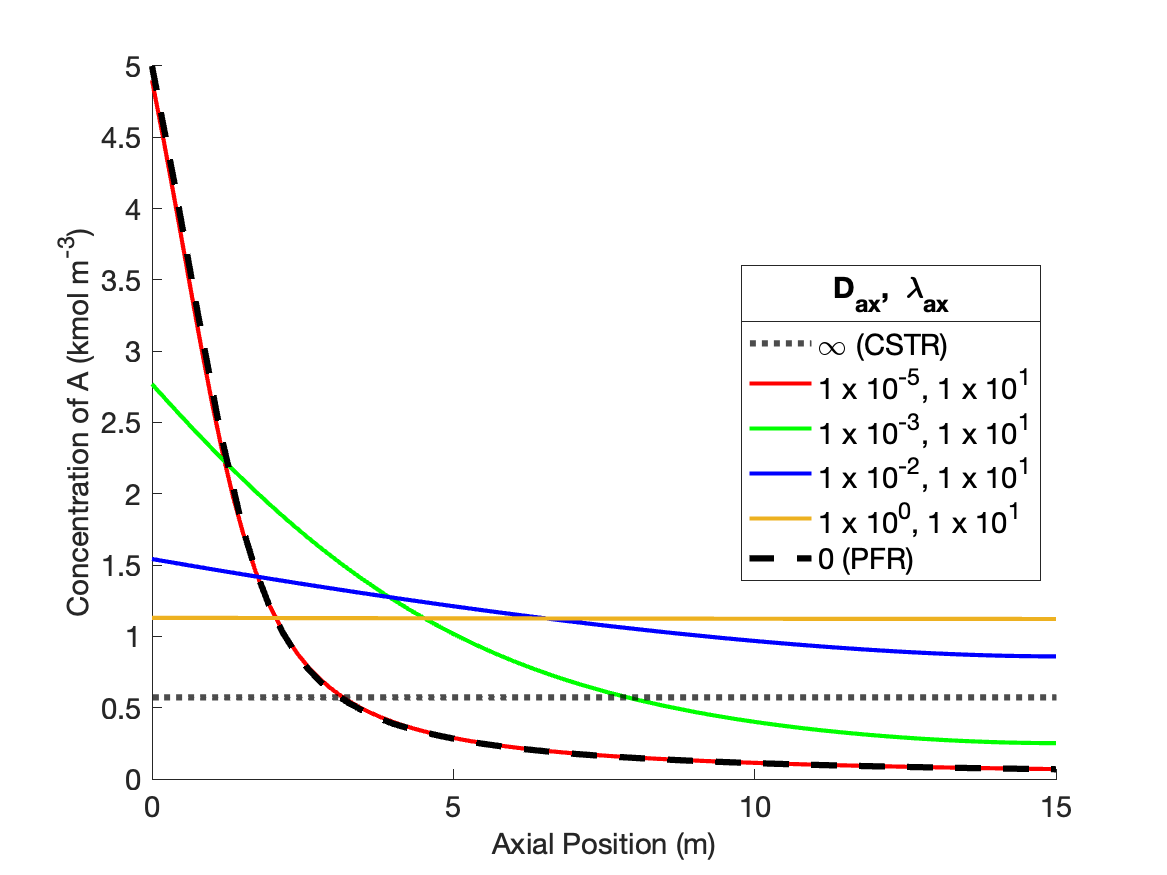 5
4.5
4
3.5
3
2.5
2
1.5
1
0.5
0
Concentration of A (kmol m⁻³)
0 5 10 15
Axial Position (m)
D_ax, λ_ax
∞ (CSTR)
1 x 10⁻⁵, 1 x 10¹
1 x 10⁻³, 1 x 10¹
1 x 10⁻², 1 x 10¹
1 x 10⁰, 1 x 10¹
0 (PFR)